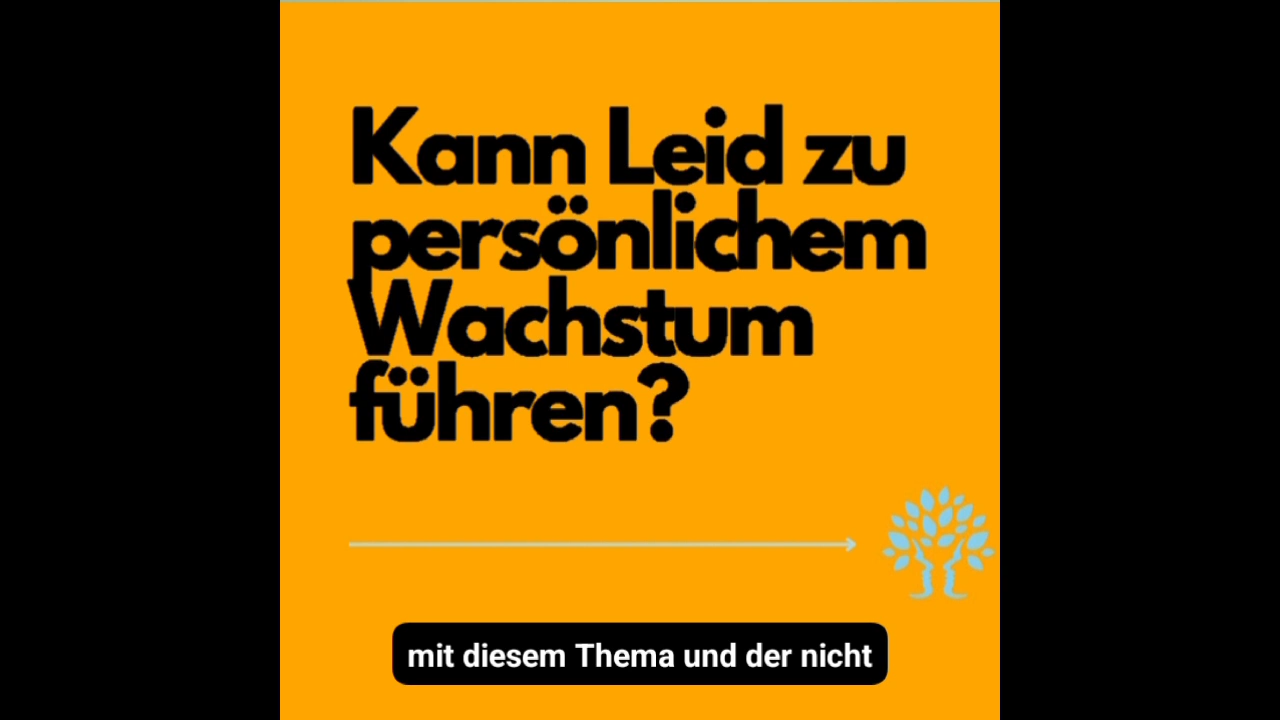 Kann Leid zu
persönlichem
Wachstum
führen?
mit diesem Thema und der nicht